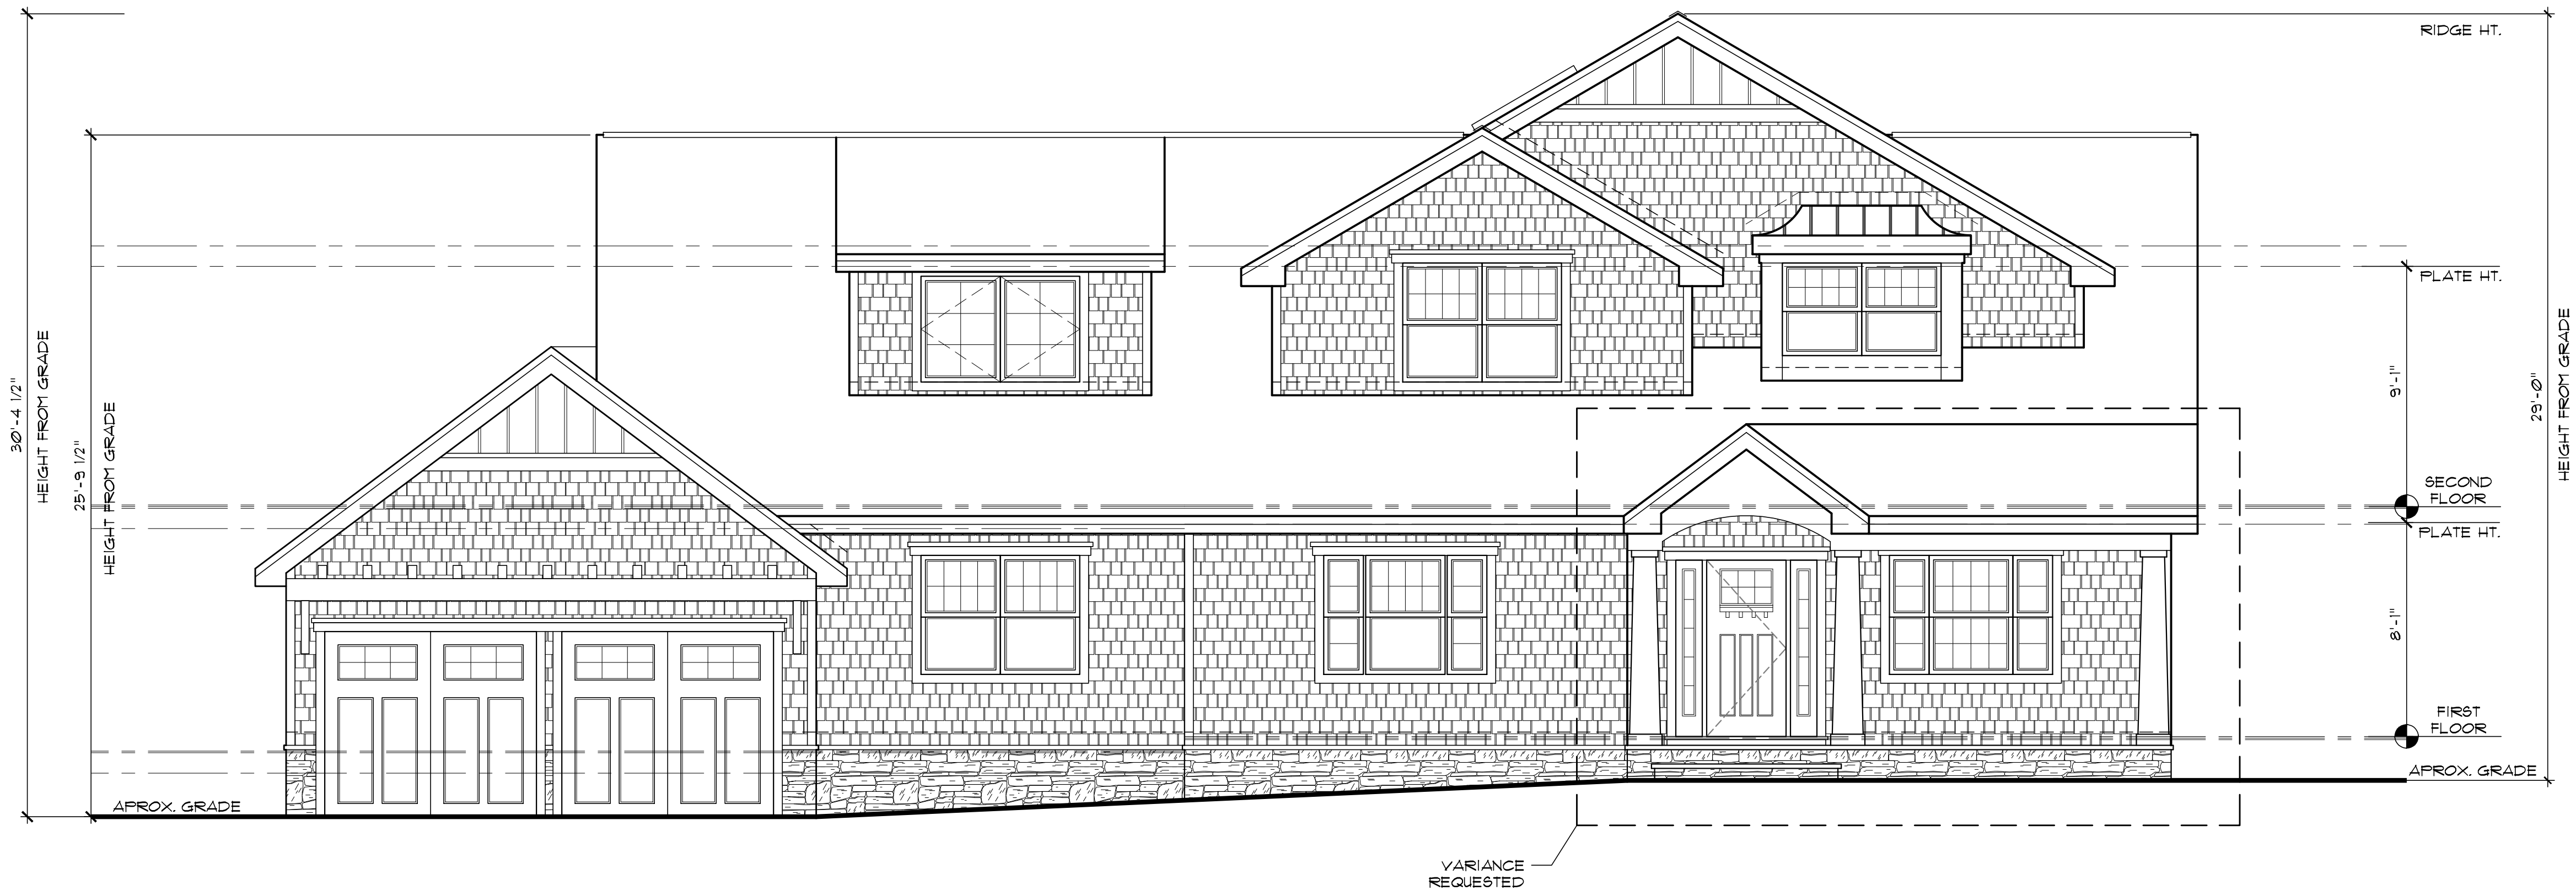 RIDGE HT.
PLATE HT.
30'-4 1/2"
HEIGHT FROM GRADE
25'-9 1/2"
HEIGHT FROM GRADE
9'-1"
29'-0"
HEIGHT FROM GRADE
SECOND
FLOOR
PLATE HT.
8'-1"
FIRST
FLOOR
APROX. GRADE
APROX. GRADE
VARIANCE
REQUESTED